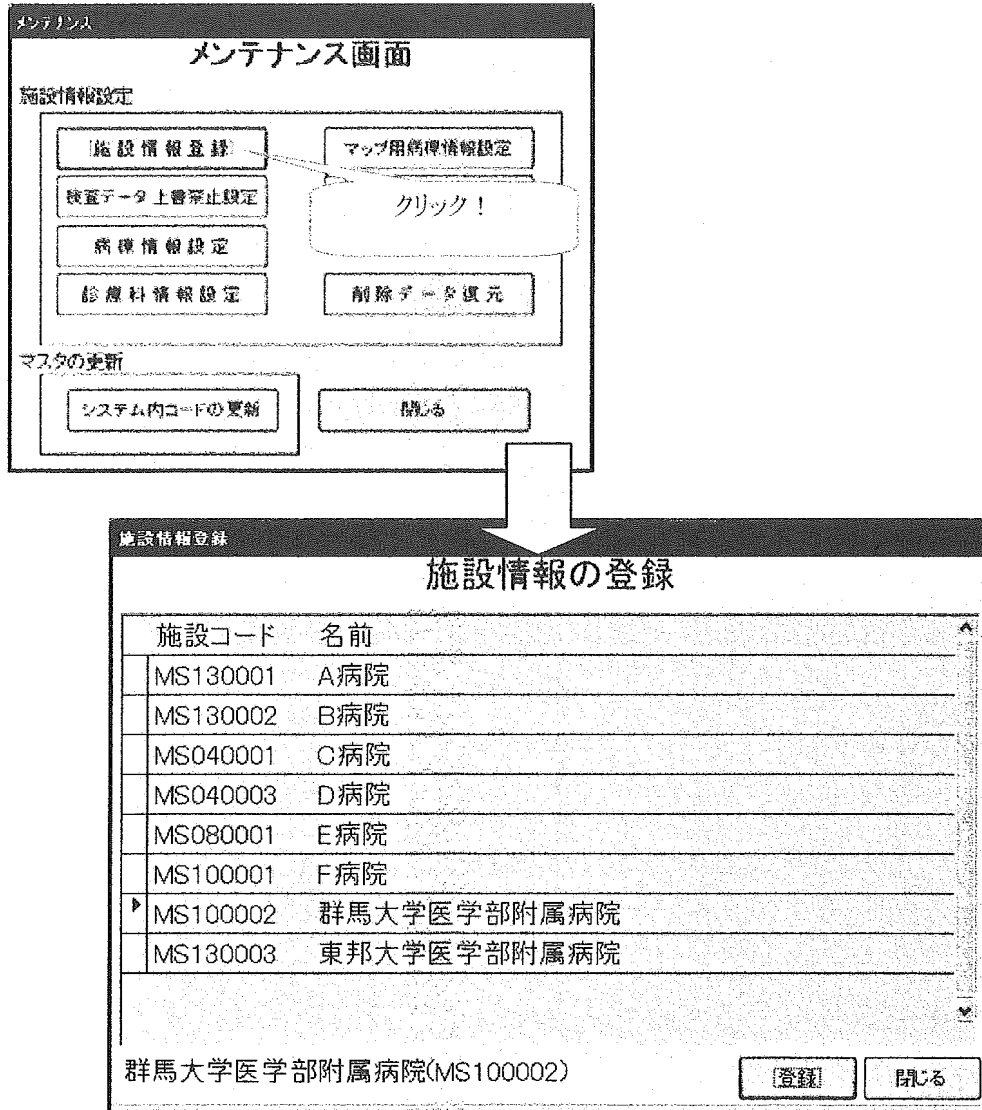 メンテナンス
メンテナンス画面
施設情報設定
施設情報登録
マップ用病棟情報設定
検査データ上書禁止設定
クリック！
病棟情報設定
診療科情報設定
削除データ復元
マスタの更新
システム内コードの更新
閉じる
施設情報登録
施設情報の登録
施設コード 名前
MS130001 A病院
MS130002 B病院
MS040001 C病院
MS040003 D病院
MS080001 E病院
MS100001 F病院
MS100002 群馬大学医学部附属病院
MS130003 東邦大学医学部附属病院
群馬大学医学部附属病院(MS100002)
登録 閉じる